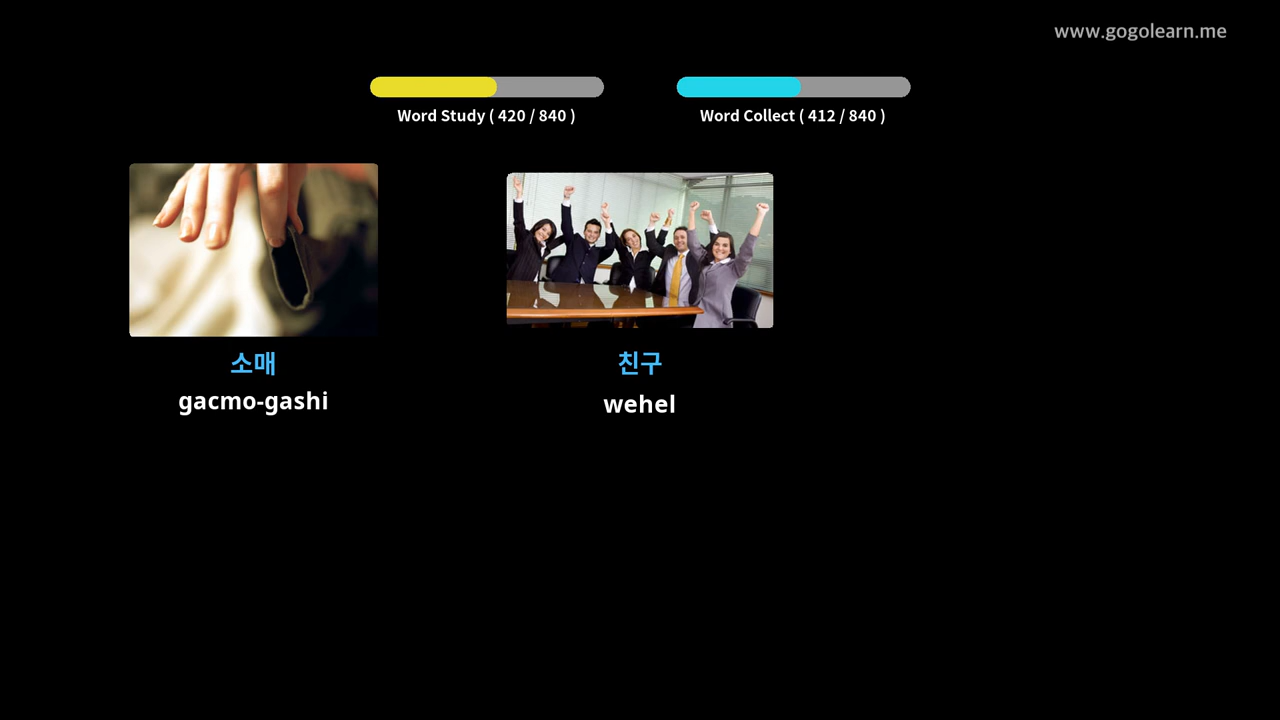 www.gogolearn.me
Word Study ( 420 / 840 )
Word Collect ( 412 / 840 )
소매
gacmo-gashi
친구
wehel